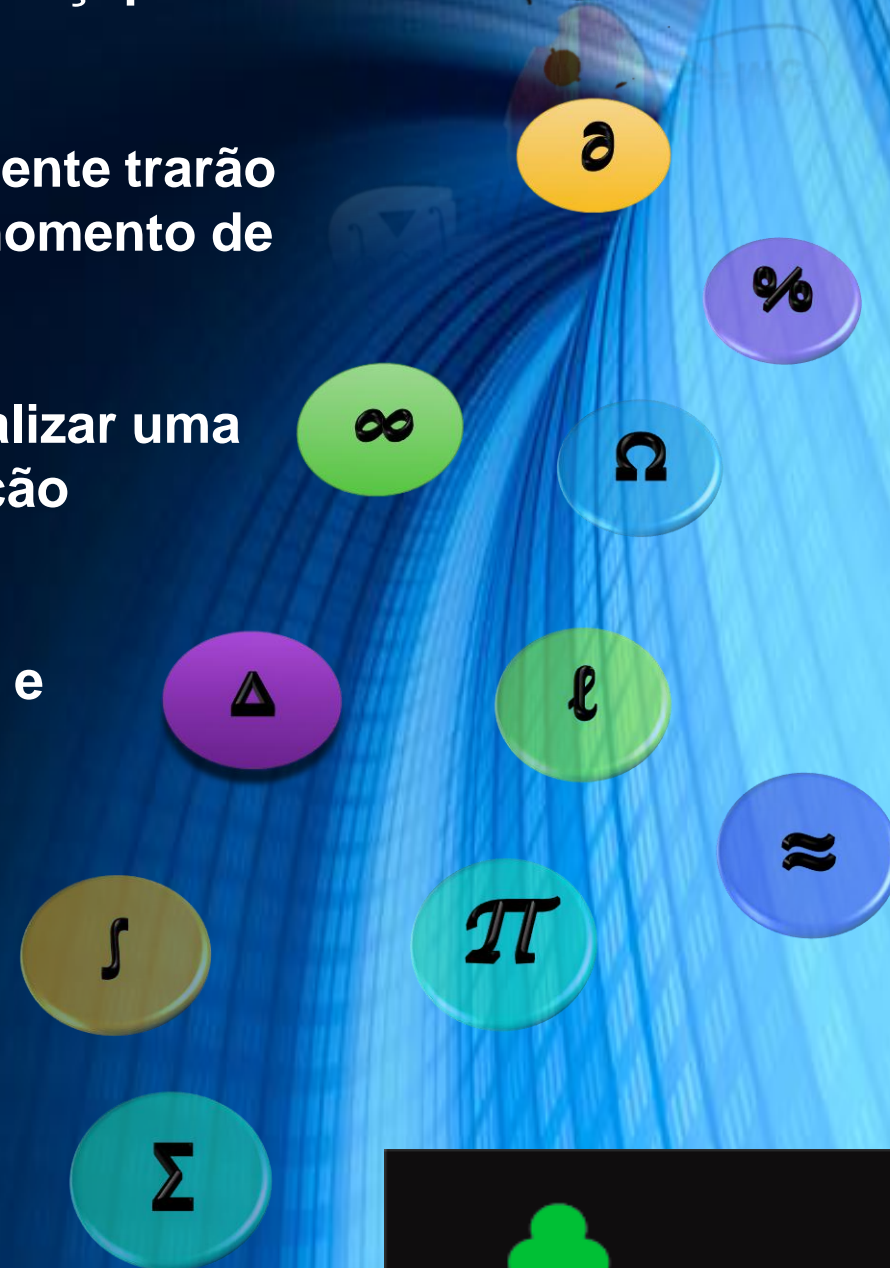 ente trarão
omento de
alizar uma
ção
e
∂
%
∞
Ω
Δ
ℓ
≈
∫
π
Σ